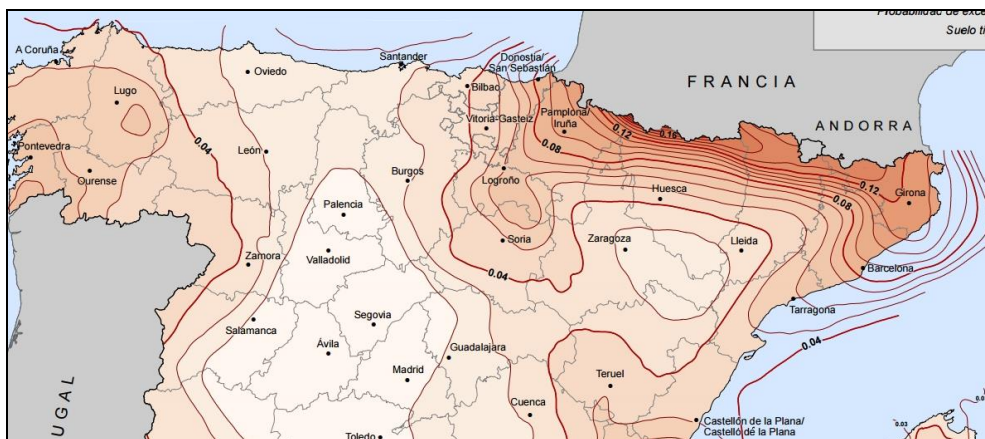 Probabilidad de exce
Suelo ti
A Coruña
Oviedo
Santander
Donostia/
San Sebastián
FRANCIA
Lugo
Bilbao
Vitoria-Gasteiz
Pamplona/
Iruña
0.12
0.16
ANDORRA
0.04
0.08
Pontevedra
León
Ourense
Burgos
Logroño
Huesca
0.12
Girona
0.08
Palencia
Soria
Zaragoza
Lleida
Valladolid
Zamora
0.04
Barcelona
Tarragona
Salamanca
Segovia
Ávila
Guadalajara
0.04
Madrid
Teruel
UGAL
Cuenca
Castellón de la Plana/
Castelló de la Plana
Toledo
0.03